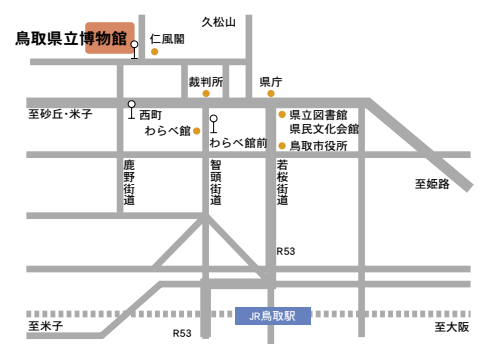 久松山
鳥取県立博物館
仁風閣
裁判所
県庁
至砂丘・米子
西町
県立図書館
県民文化会館
わらべ館
わらべ館前
鳥取市役所
鹿野街道
智頭街道
若桜街道
至姫路
R53
JR鳥取駅
至米子
R53
至大阪